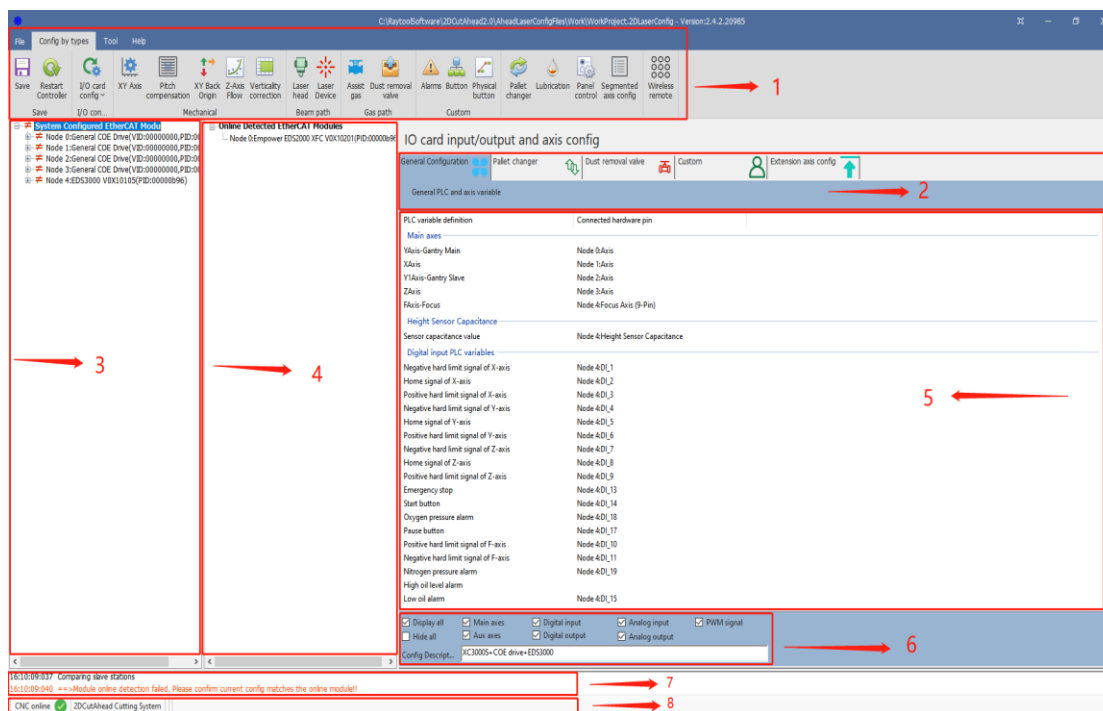 C:\RaytoolSoftware\2DCutAhead2.0\AheadLaserConfigFiles\Work\WorkProject.2DLaserConfig - Version:2.4.2.20985
File Config by types Tool Help
Save Restart Controller I/O card config XY Axis Pitch compensation XY Back Origin Z-Axis Flow Verticality correction Laser head Laser Device Assist gas Dust removal valve Alarms Button Physical button Pallet changer Lubrication Panel control Segmented axis config Wireless remote
Save I/O con... Mechanical Beam path Gas path Custom
1
System Configured EtherCAT Modu
Node 0:General COE Drive(VID:00000000,PID:00
Node 1:General COE Drive(VID:00000000,PID:00
Node 2:General COE Drive(VID:00000000,PID:00
Node 3:General COE Drive(VID:00000000,PID:00
Node 4:EDS3000 V0X10105(PID:00000b96)
3
Online Detected EtherCAT Modules
Node 0:Empower EDS2000 XFC V0X10201(PID:00000b96
4
IO card input/output and axis config
General Configuration Pallet changer Dust removal valve Custom Extension axis config
General PLC and axis variable
2
PLC variable definition Connected hardware pin
Main axes
YAxis-Gantry Main Node 0:Axis
XAxis Node 1:Axis
Y1Axis-Gantry Slave Node 2:Axis
ZAxis Node 3:Axis
FAxis-Focus Node 4:Focus Axis (9-Pin)
Height Sensor Capacitance
Sensor capacitance value Node 4:Height Sensor Capacitance
Digital input PLC variables
Negative hard limit signal of X-axis Node 4:DI_1
Home signal of X-axis Node 4:DI_2
Positive hard limit signal of X-axis Node 4:DI_3
Negative hard limit signal of Y-axis Node 4:DI_4
Home signal of Y-axis Node 4:DI_5
Positive hard limit signal of Y-axis Node 4:DI_6
Negative hard limit signal of Z-axis Node 4:DI_7
Home signal of Z-axis Node 4:DI_8
Positive hard limit signal of Z-axis Node 4:DI_9
Emergency stop Node 4:DI_13
Start button Node 4:DI_14
Oxygen pressure alarm Node 4:DI_18
Pause button Node 4:DI_17
Positive hard limit signal of F-axis Node 4:DI_10
Negative hard limit signal of F-axis Node 4:DI_11
Nitrogen pressure alarm Node 4:DI_19
High oil level alarm
Low oil alarm Node 4:DI_15
5
Display all Main axes Digital input Analog input PWM signal
Hide all Aux axes Digital output Analog output
Config Descript... XC3000S+COE drive+EDS3000
6
16:10:09:037 Comparing slave stations
16:10:09:040 ==>Module online detection failed. Please confirm current config matches the online module!!
7
CNC online 2DCutAhead Cutting System
8